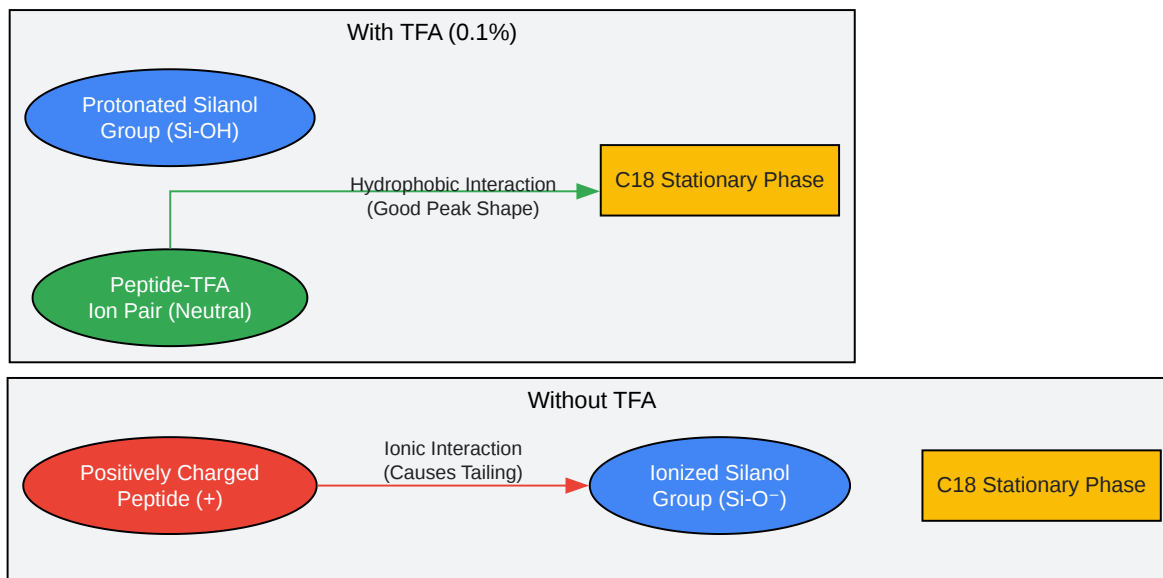 With TFA (0.1%)
Protonated Silanol
Group (Si-OH)
Hydrophobic Interaction
(Good Peak Shape)
C18 Stationary Phase
Peptide-TFA
Ion Pair (Neutral)
Without TFA
Positively Charged
Peptide (+)
Ionic Interaction
(Causes Tailing)
Ionized Silanol
Group (Si-O⁻)
C18 Stationary Phase